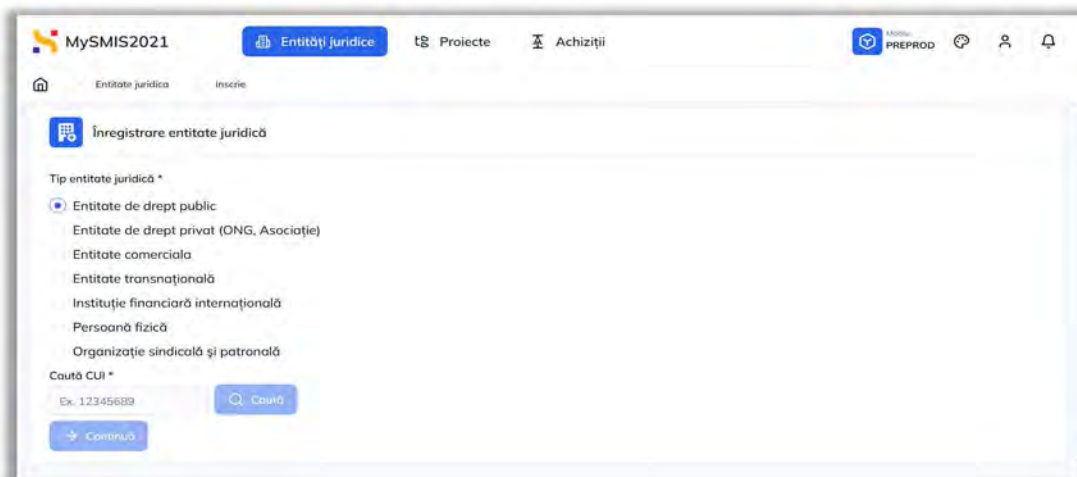 MySMIS2021 Entități juridice Proiecte Achiziții PREPROD
Entitate juridica Inscrie
Înregistrare entitate juridică
Tip entitate juridică *
Entitate de drept public
Entitate de drept privat (ONG, Asociație)
Entitate comerciala
Entitate transnațională
Instituție financiară internațională
Persoană fizică
Organizație sindicală și patronală
Caută CUI *
Ex. 12345689 Caută
Continuă